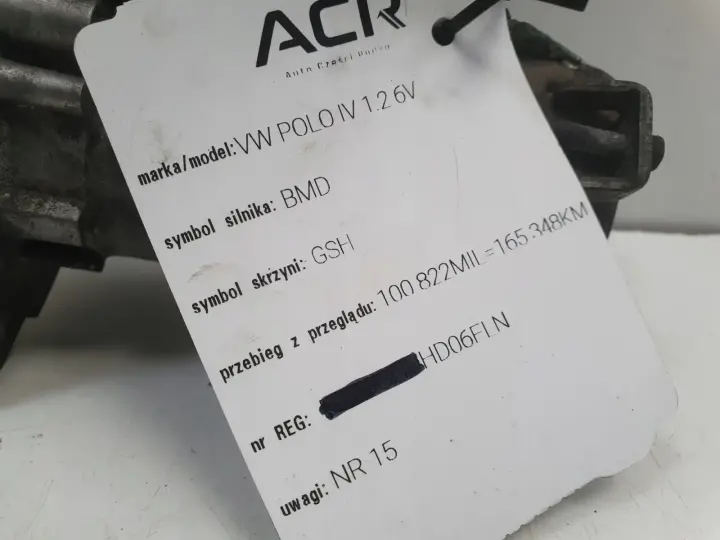 ACR
Auto Części Rodko
marka/model: VW POLO IV 1.2 6V
symbol silnika: BMD
symbol skrzyni: GSH
przebieg z przeglądu: 100.822MIL=165.348KM
nr REG: HD06FLN
uwagi: NR 15